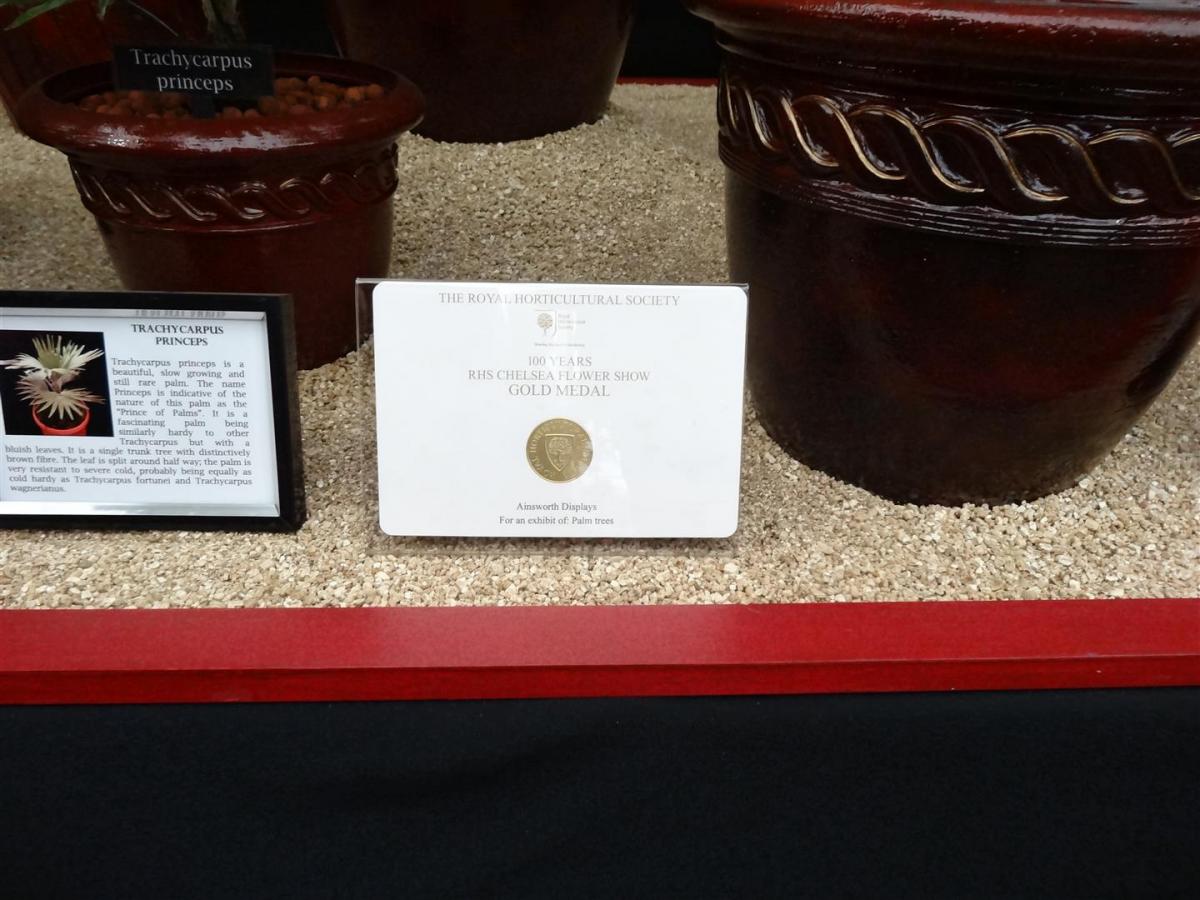 Trachycarpus
princeps
TRACHYCARPUS
PRINCEPS
Trachycarpus princeps is a
beautiful, slow growing and
still rare palm. The name
Princeps is indicative of the
nature of this palm as the
"Prince of Palms". It is a
fascinating palm being
similarly hardy to other
Trachycarpus but with a
bluish leaves. It is a single trunk tree with distinctively
brown fibre. The leaf is split around half way; the palm is
very resistant to severe cold, probably being equally as
cold hardy as Trachycarpus fortunei and Trachycarpus
wagnerianus.
THE ROYAL HORTICULTURAL SOCIETY
Royal
Horticultural
Society
100 YEARS
RHS CHELSEA FLOWER SHOW
GOLD MEDAL
Ainsworth Displays
For an exhibit of: Palm trees